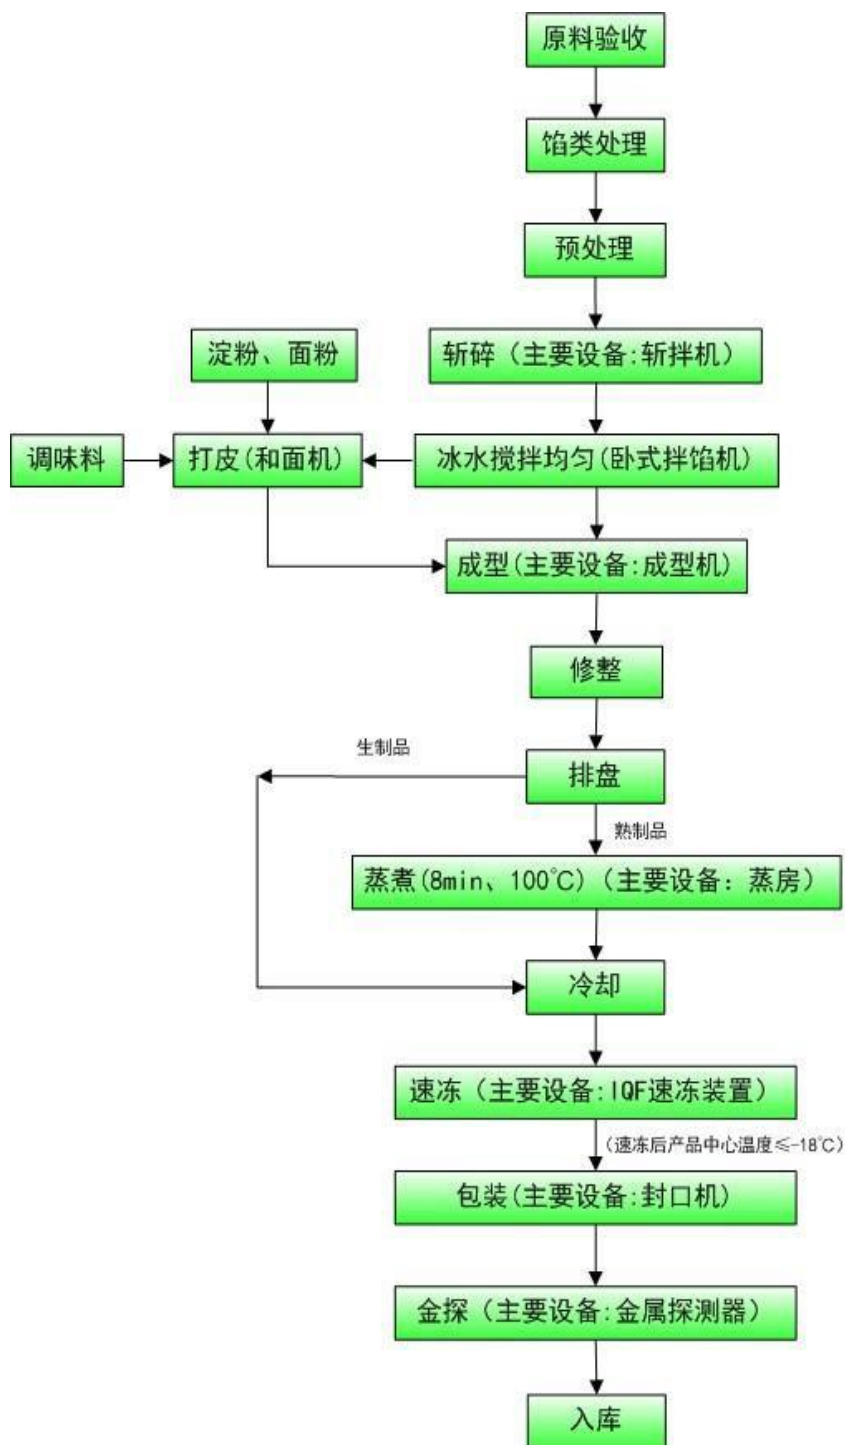 原料验收
馅类处理
预处理
淀粉、面粉
斩碎（主要设备:斩拌机）
调味料
打皮(和面机)
冰水搅拌均匀(卧式拌馅机)
成型(主要设备:成型机)
修整
生制品
排盘
熟制品
蒸煮(8min、100℃)（主要设备：蒸房）
冷却
速冻（主要设备:IQF速冻装置）
(速冻后产品中心温度≤-18℃)
包装(主要设备:封口机)
金探（主要设备:金属探测器）
入库